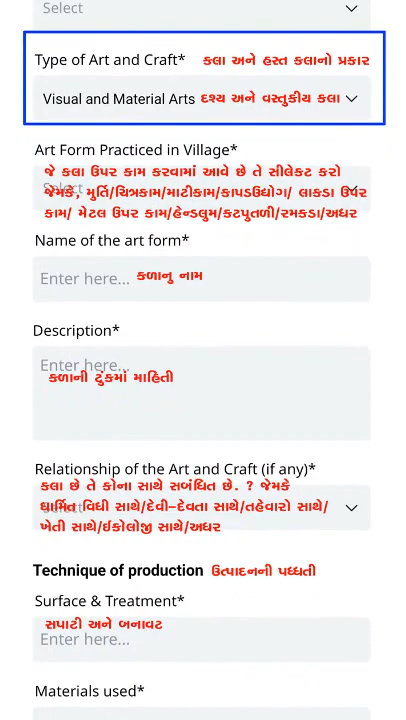 Select
Type of Art and Craft* કલા અને હસ્ત કલાનો પ્રકાર
Visual and Material Arts દશ્ય અને વસ્તુકીય કલા
Art Form Practiced in Village*
જે કલા ઉપર કામ કરવામાં આવે છે તે સીલેકટ કરો
Select
જેમકે, મુર્તિ/ચિત્રકામ/માટીકામ/કાપડઉધોગ/ લાકડા ઉપર
કામ/ મેટલ ઉપર કામ/હેન્ડલુમ/કટપુતળી/રમકડા/અધર
Name of the art form*
Enter here... કળાનુ નામ
Description*
Enter here...
કળાની ટુંકમાં માહિતી
Relationship of the Art and Craft (if any)*
કલા છે તે કોના સાથે સબંધિત છે. ? જેમકે
Select
ધાર્મિત વિધી સાથે/દેવી-દેવતા સાથે/તહેવારો સાથે/
ખેતી સાથે/ઈકોલોજી સાથે/અધર
Technique of production ઉત્પાદનની પધ્ધતી
Surface & Treatment*
સપાટી અને બનાવટ
Enter here...
Materials used*